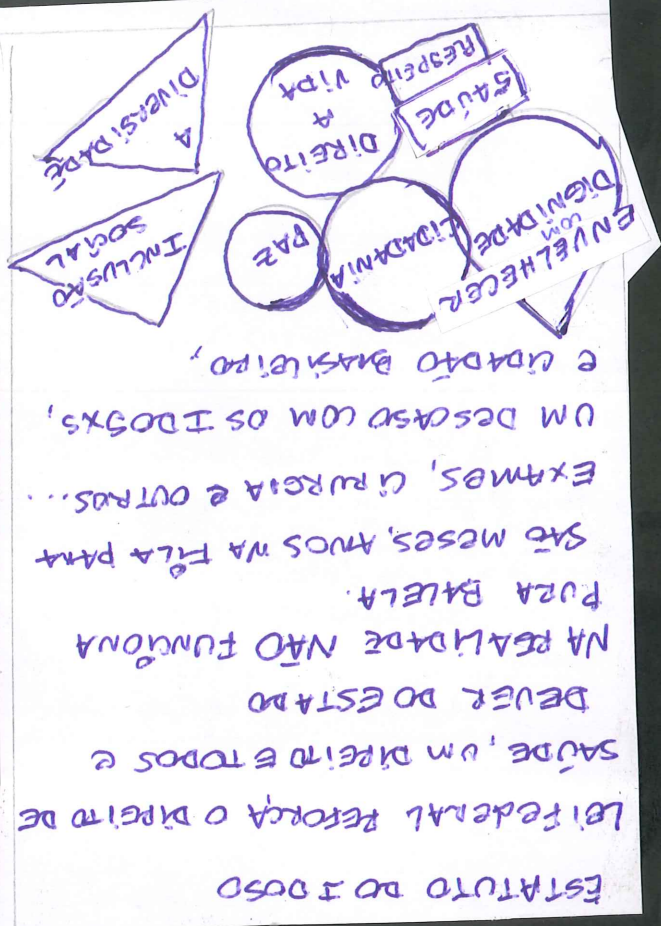 ESTATUTO DO IDOSO
LEI FEDERAL REFORÇA O DIREITO DE
SAÚDE, UM DIREITO E TODOS E
DEVER DO ESTADO
NA REALIDADE NÃO FUNCIONA
PURA BALELA.
SÃO MESES, ANOS NA FILA PARA
EXAMES, CIRURGIA E OUTROS...
UM DESCASO COM OS IDOSXS,
E CIDADÃO BRASILEIRO,
ENVELHECER
COM
DIGNIDADE
CIDADANIA
PAZ
INCLUSÃO
SOCIAL
SAÚDE
RESPEITO
DIREITO
A
VIDA
A
DIVERSIDADE